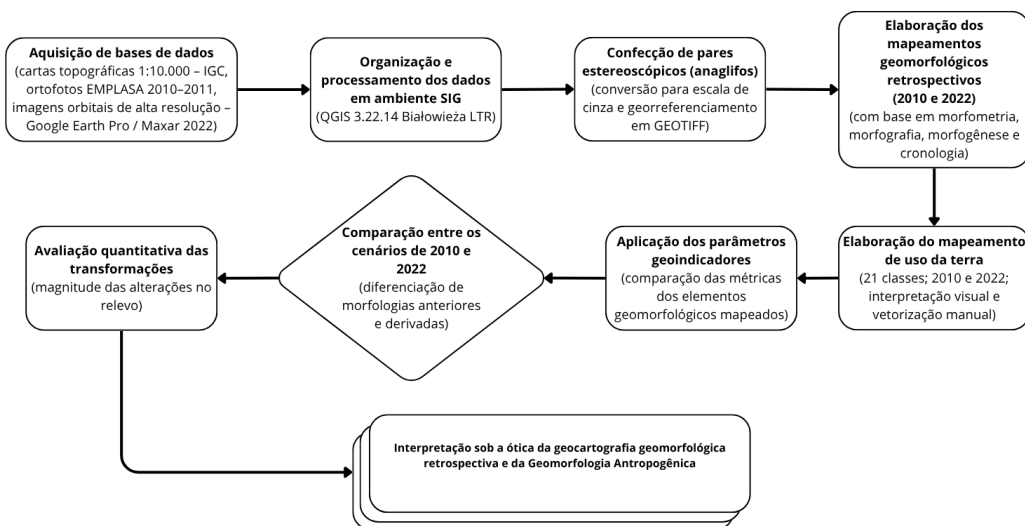 Aquisição de bases de dados
(cartas topográficas 1:10.000 – IGC,
ortofotos EMPLASA 2010–2011,
imagens orbitais de alta resolução –
Google Earth Pro / Maxar 2022)
Organização e
processamento dos dados
em ambiente SIG
(QGIS 3.22.14 Białowieża LTR)
Confecção de pares
estereoscópicos (anaglifos)
(conversão para escala de
cinza e georreferenciamento
em GEOTIFF)
Elaboração dos
mapeamentos
geomorfológicos
retrospectivos
(2010 e 2022)
(com base em morfometria,
morfografia, morfogênese e
cronologia)
Elaboração do mapeamento
de uso da terra
(21 classes; 2010 e 2022;
interpretação visual e
vetorização manual)
Aplicação dos parâmetros
geoindicadores
(comparação das métricas
dos elementos
geomorfológicos mapeados)
Comparação entre os
cenários de 2010 e
2022
(diferenciação de
morfologias anteriores
e derivadas)
Avaliação quantitativa das
transformações
(magnitude das alterações no
relevo)
Interpretação sob a ótica da geocartografia geomorfológica
retrospectiva e da Geomorfologia Antropogênica